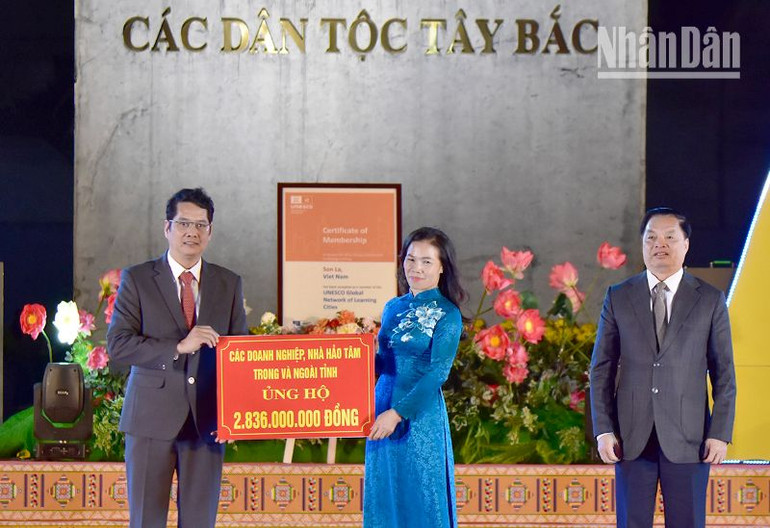 CÁC DÂN TỘC TÂY BẮC
NhânDân
unesco
Certificate of
Membership
Son La,
Viet Nam
UNESCO Global
Network of Learning
Cities
CÁC DOANH NGHIỆP, NHÀ HẢO TÂM
TRONG VÀ NGOÀI TỈNH
ỦNG HỘ
2.836.000.000 ĐỒNG